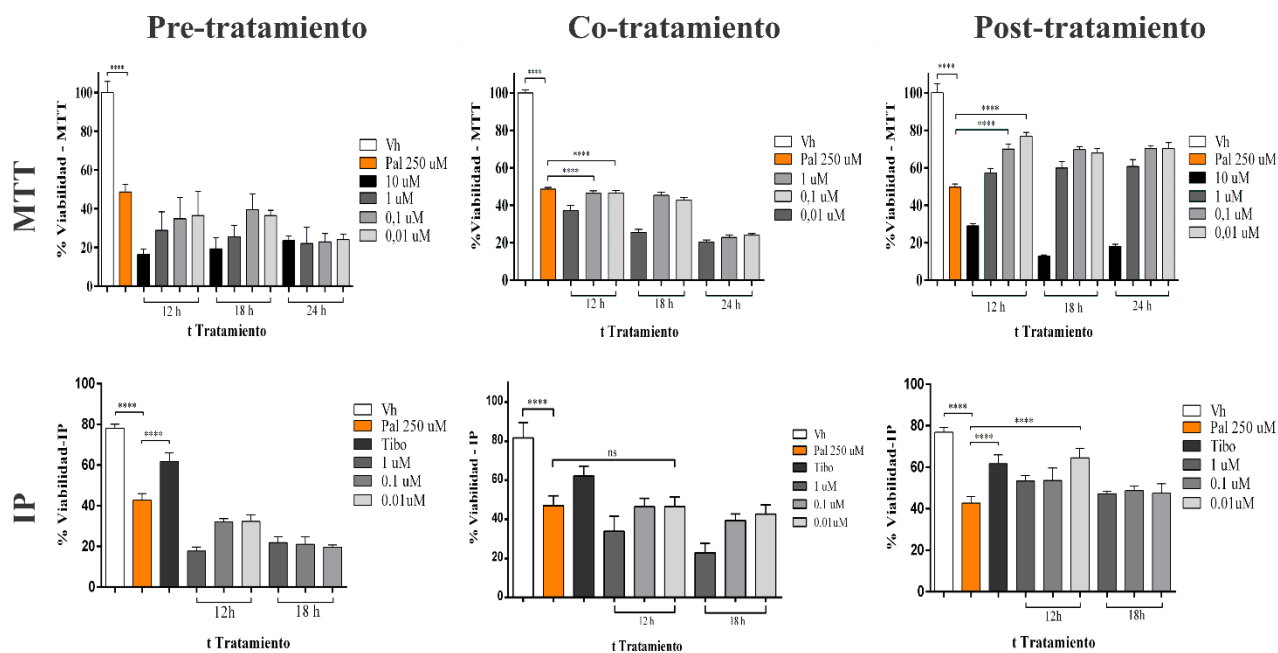 Pre-tratamiento
Co-tratamiento
Post-tratamiento
MTT
% Viabilidad - MTT
100
80
60
40
20
0
****
Vh
Pal 250 uM
10 uM
1 uM
0,1 uM
0,01 uM
12 h
18 h
24 h
t Tratamiento
%Viabilidad - MTT
100
80
60
40
20
0
****
****
****
Vh
Pal 250 uM
1 uM
0,1 uM
0,01 uM
12 h
18 h
24 h
t Tratamiento
% Viabilidad - MTT
100
80
60
40
20
0
****
****
****
Vh
Pal 250 uM
10 uM
1 uM
0,1 uM
0,01 uM
12 h
18 h
24 h
t Tratamiento
IP
% Viabilidad-IP
100
80
60
40
20
0
****
****
Vh
Pal 250 uM
Tibo
1 uM
0.1 uM
0.01uM
12h
18 h
t Tratamiento
% Viabilidad - IP
100
80
60
40
20
0
****
ns
Vh
Pal 250 uM
Tibo
1 uM
0.1 uM
0.01uM
12 h
18h
t Tratamiento
% Viabilidad-IP
100
80
60
40
20
0
****
****
****
Vh
Pal 250 uM
Tibo
1 uM
0.1 uM
0.01uM
12h
18h
t Tratamiento